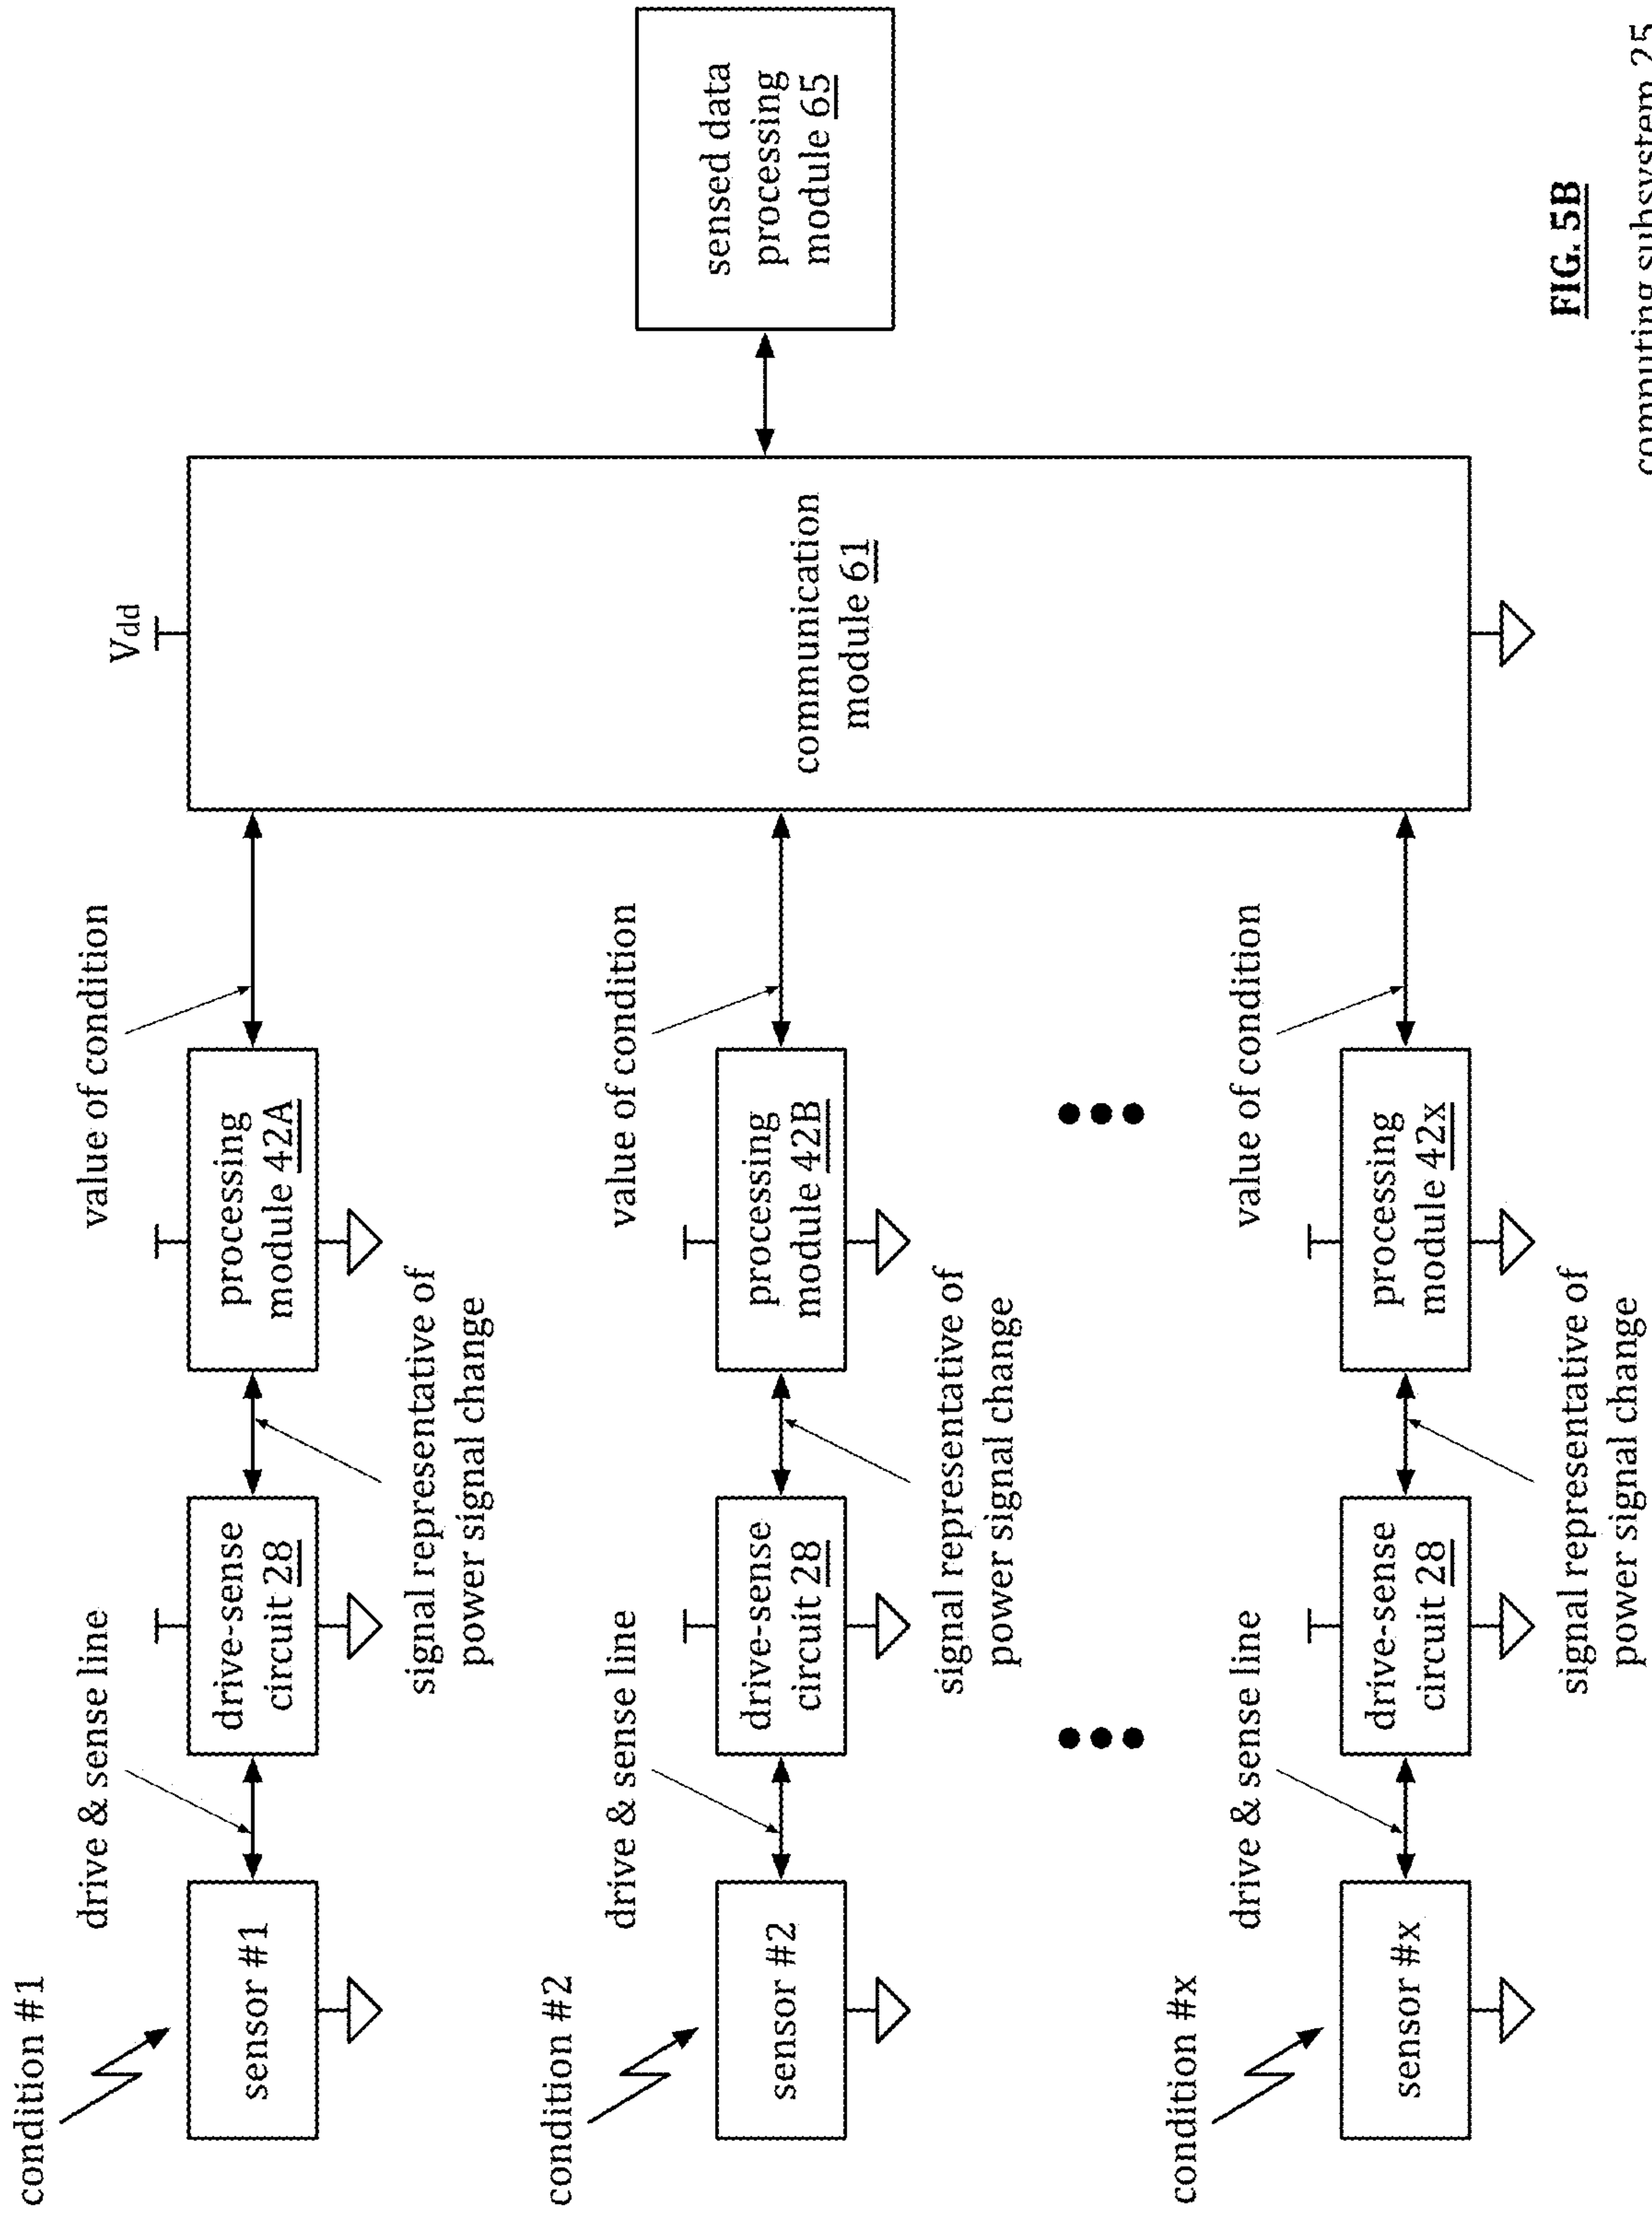 condition #1
drive & sense line
value of condition
Vdd
sensor #1
drive-sense
circuit 28
processing
module 42A
signal representative of
power signal change
condition #2
drive & sense line
value of condition
sensor #2
drive-sense
circuit 28
processing
module 42B
signal representative of
power signal change
communication
module 61
sensed data
processing
module 65
condition #x
drive & sense line
value of condition
sensor #x
drive-sense
circuit 28
processing
module 42x
signal representative of
power signal change
FIG. 5B
computing subsystem 25